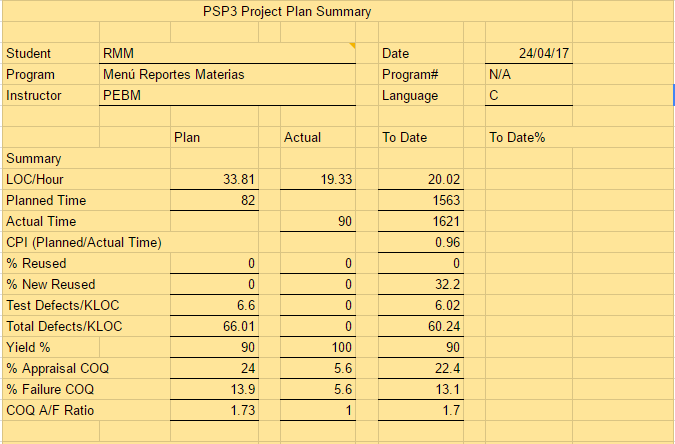 PSP3 Project Plan Summary
Student RMM Date 24/04/17
Program Menú Reportes Materias Program# N/A
Instructor PEBM Language C
Plan Actual To Date To Date%
Summary
LOC/Hour 33.81 19.33 20.02
Planned Time 82 1563
Actual Time 90 1621
CPI (Planned/Actual Time) 0.96
% Reused 0 0 0
% New Reused 0 0 32.2
Test Defects/KLOC 6.6 0 6.02
Total Defects/KLOC 66.01 0 60.24
Yield % 90 100 90
% Appraisal COQ 24 5.6 22.4
% Failure COQ 13.9 5.6 13.1
COQ A/F Ratio 1.73 1 1.7